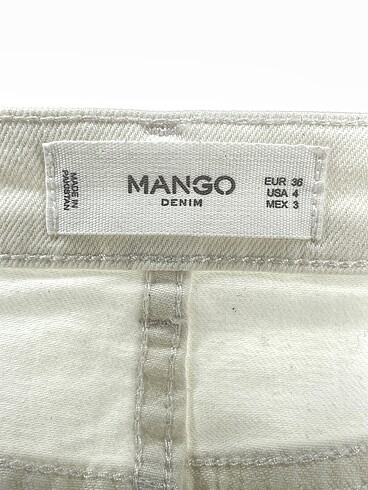 MADE IN
PAKISTAN
MANGO
DENIM
EUR 36
USA 4
MEX 3